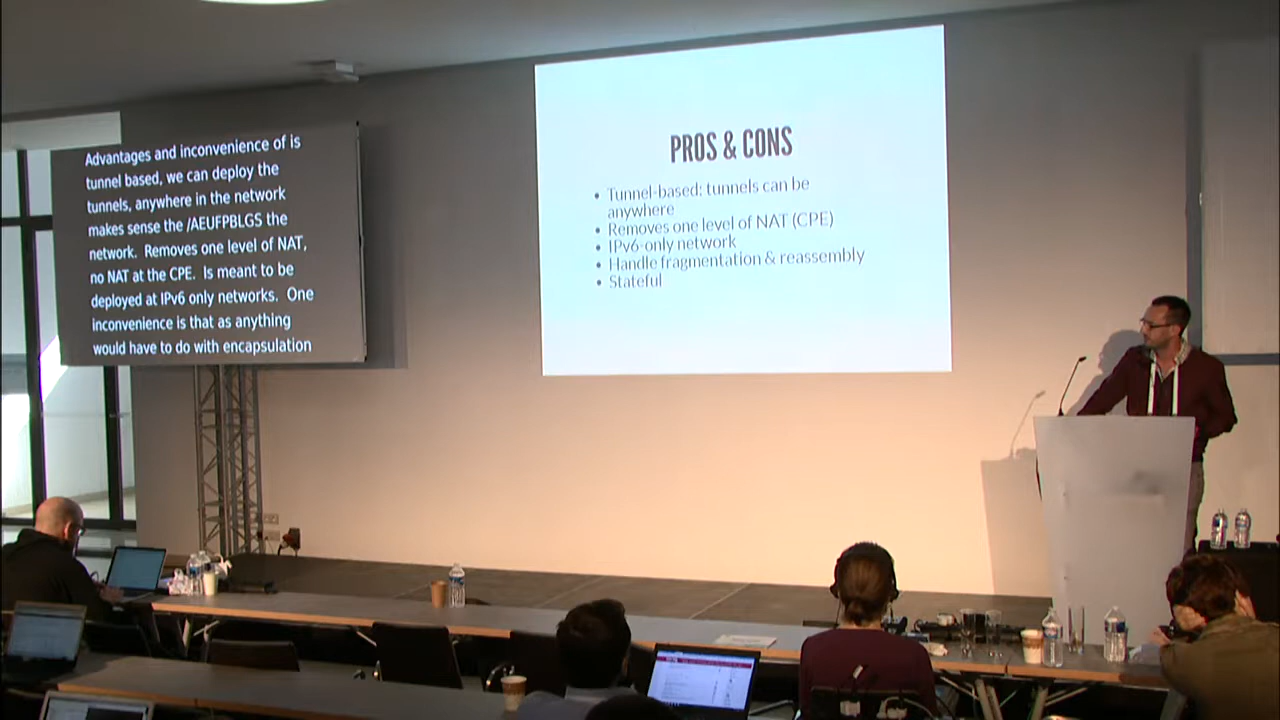 Advantages and inconvenience of is
tunnel based, we can deploy the
tunnels, anywhere in the network
makes sense the /AEUFPBLGS the
network. Removes one level of NAT,
no NAT at the CPE. Is meant to be
deployed at IPv6 only networks. One
inconvenience is that as anything
would have to do with encapsulation
PROS & CONS
• Tunnel-based: tunnels can be
anywhere
• Removes one level of NAT (CPE)
• IPv6-only network
• Handle fragmentation & reassembly
• Stateful